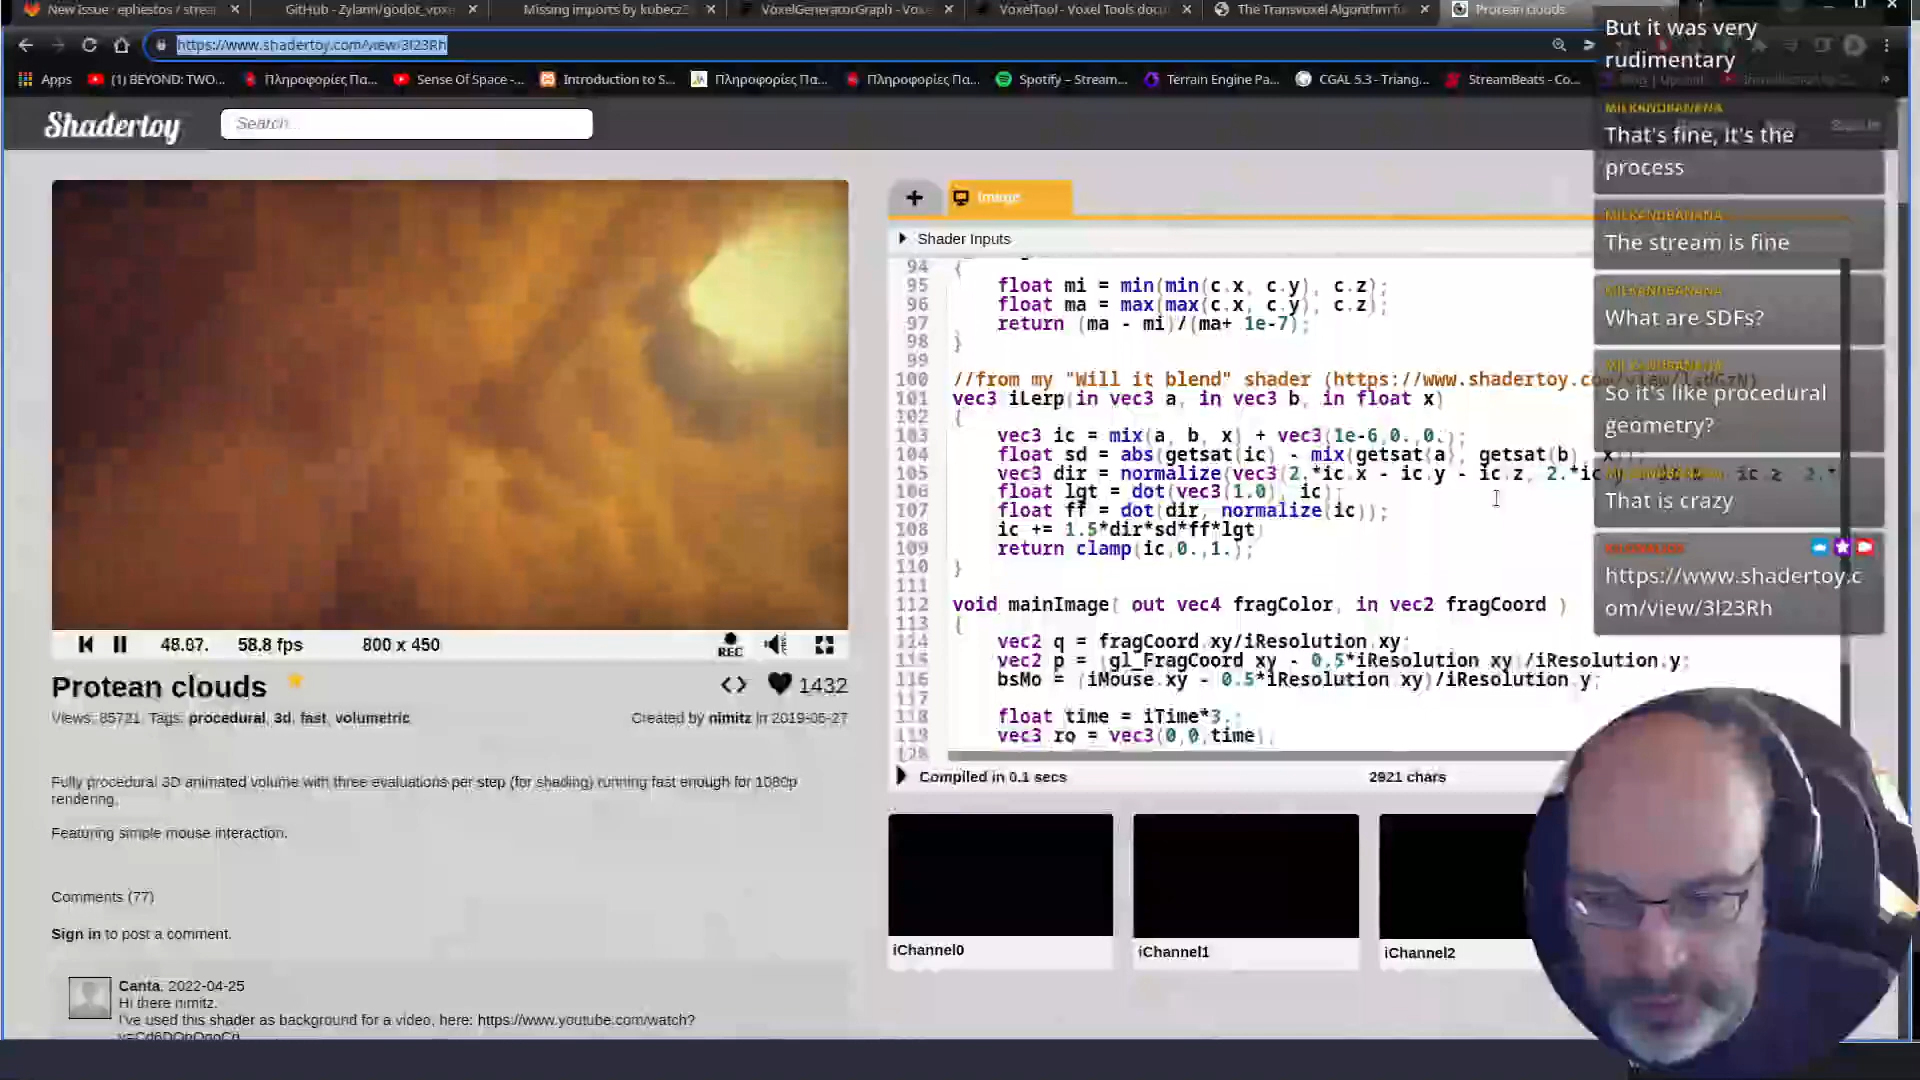 New Issue · ephestos / strea
GitHub - Zylann/godot_voxe
Missing imports by kubecz3
VoxelGeneratorGraph - Voxe
VoxelTool - Voxel Tools docu
The Transvoxel Algorithm fo
Protean clouds
https://www.shadertoy.com/view/3l23Rh
Apps
(1) BEYOND: TWO...
Πληροφορίες Πα...
Sense Of Space -...
Introduction to S...
Πληροφορίες Πα...
Πληροφορίες Πα...
Spotify – Stream...
Terrain Engine Pa...
CGAL 5.3 - Triang...
StreamBeats - Co...
Shadertoy
Search...
Image
Shader Inputs
94 {
95 float mi = min(min(c.x, c.y), c.z);
96 float ma = max(max(c.x, c.y), c.z);
97 return (ma - mi)/(ma+ 1e-7);
98 }
99
100 //from my "Will it blend" shader (https://www.shadertoy.com/view/lsdGzN)
101 vec3 iLerp(in vec3 a, in vec3 b, in float x)
102 {
103 vec3 ic = mix(a, b, x) + vec3(1e-6,0.,0.);
104 float sd = abs(getsat(ic) - mix(getsat(a), getsat(b), x));
105 vec3 dir = normalize(vec3(2.*ic.x - ic.y - ic.z, 2.*ic
106 float lgt = dot(vec3(1.0), ic);
107 float ff = dot(dir, normalize(ic));
108 ic += 1.5*dir*sd*ff*lgt;
109 return clamp(ic,0.,1.);
110 }
111
112 void mainImage( out vec4 fragColor, in vec2 fragCoord )
113 {
114 vec2 q = fragCoord.xy/iResolution.xy;
115 vec2 p = (gl_FragCoord.xy - 0.5*iResolution.xy)/iResolution.y;
116 bsMo = (iMouse.xy - 0.5*iResolution.xy)/iResolution.y;
117
118 float time = iTime*3.;
119 vec3 ro = vec3(0,0,time);
120
Compiled in 0.1 secs
2921 chars
iChannel0
iChannel1
iChannel2
48.07
58.8 fps
800 x 450
REC
Protean clouds
1432
Views: 85721, Tags: procedural, 3d, fast, volumetric
Created by nimitz in 2019-06-27
Fully procedural 3D animated volume with three evaluations per step (for shading) running fast enough for 1080p
rendering.
Featuring simple mouse interaction.
Comments (77)
Sign in to post a comment.
Canta, 2022-04-25
Hi there nimitz.
I've used this shader as background for a video, here: https://www.youtube.com/watch?
But it was very
rudimentary
MILKANDBANANA
That's fine, it's the
process
MILKANDBANANA
The stream is fine
MILKANDBANANA
What are SDFs?
MILKANDBANANA
So it's like procedural
geometry?
MILKANDBANANA
That is crazy
https://www.shadertoy.c
om/view/3l23Rh